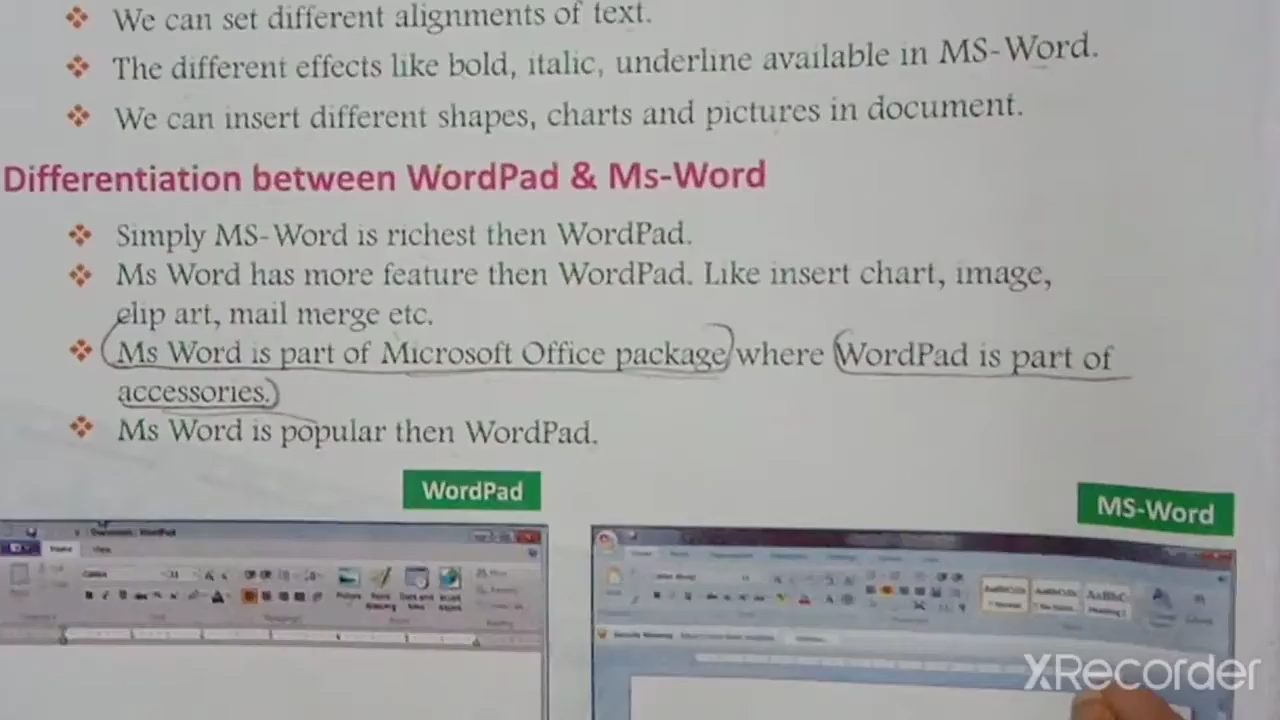 We can set different alignments of text.
The different effects like bold, italic, underline available in MS-Word.
We can insert different shapes, charts and pictures in document.
Differentiation between WordPad & Ms-Word
Simply MS-Word is richest then WordPad.
Ms Word has more feature then WordPad. Like insert chart, image,
clip art, mail merge etc.
Ms Word is part of Microsoft Office package where WordPad is part of
accessories.
Ms Word is popular then WordPad.
WordPad
MS-Word
XRecorder